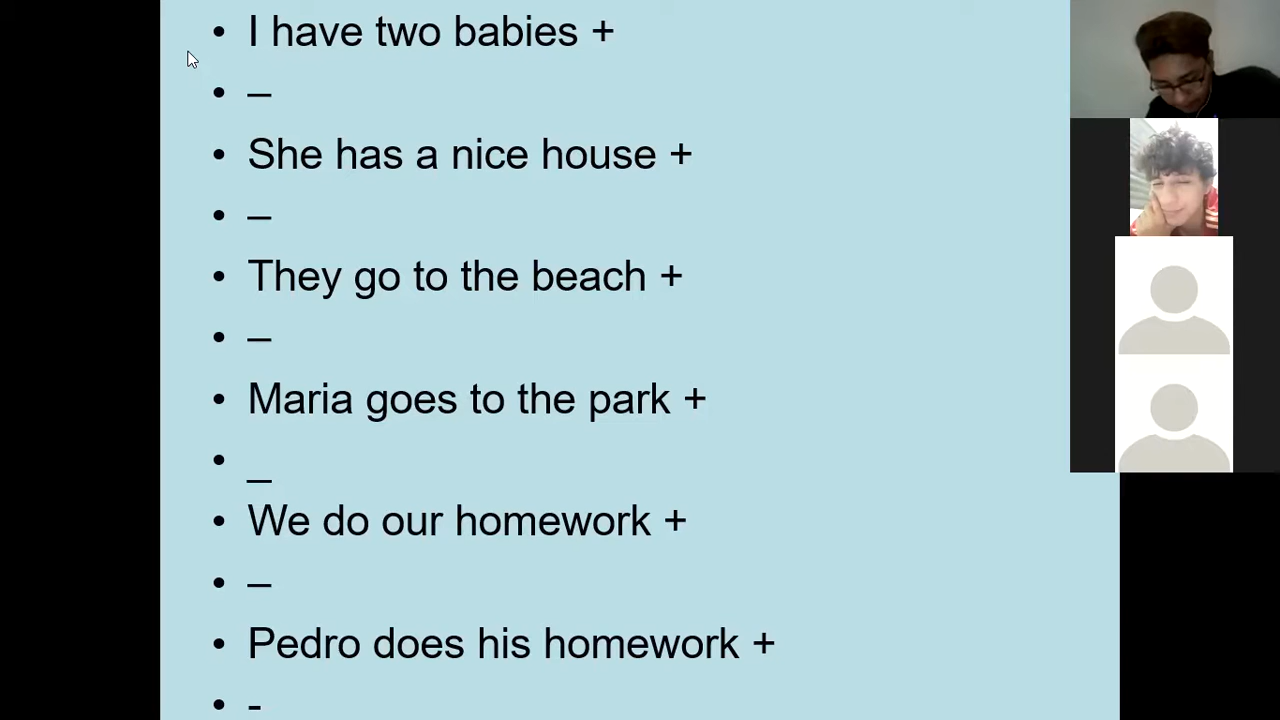 • I have two babies +
• –
• She has a nice house +
• –
• They go to the beach +
• –
• Maria goes to the park +
• _
• We do our homework +
• –
• Pedro does his homework +
• -